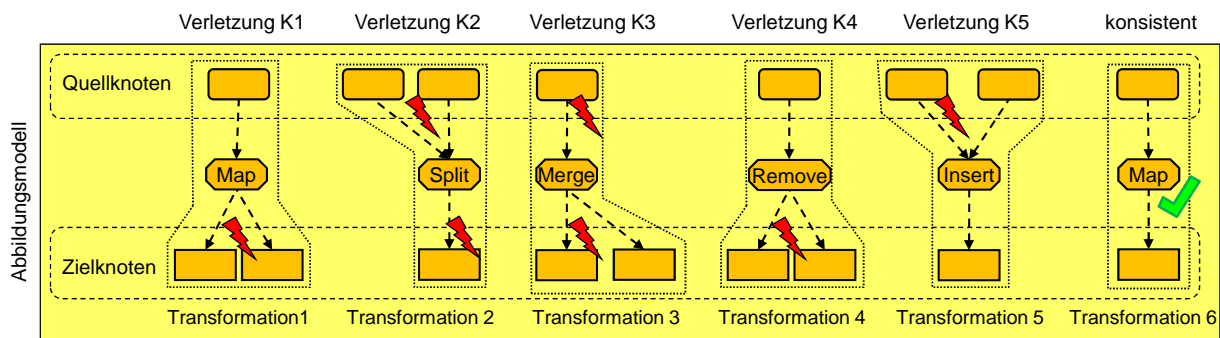 Verletzung K1 Verletzung K2 Verletzung K3 Verletzung K4 Verletzung K5 konsistent
Abbildungsmodell
Quellknoten
Map Split Merge Remove Insert Map
Zielknoten
Transformation1 Transformation 2 Transformation 3 Transformation 4 Transformation 5 Transformation 6